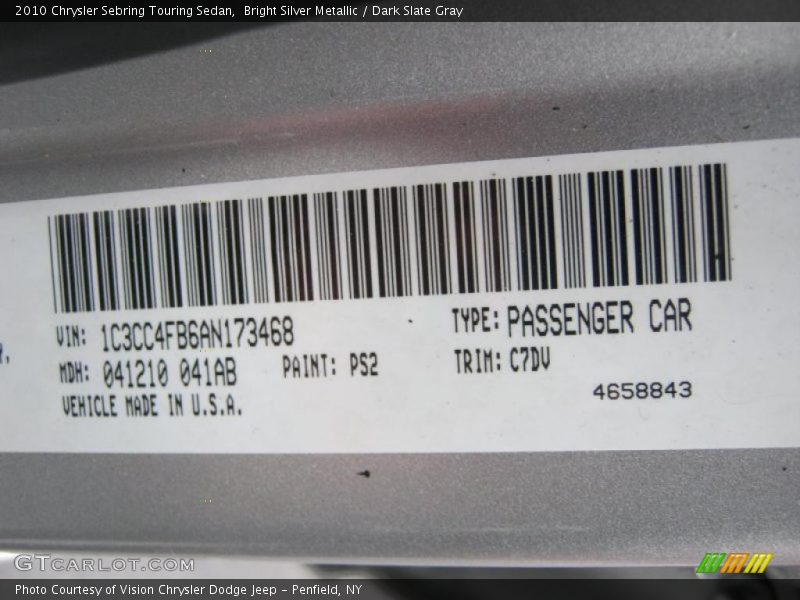 2010 Chrysler Sebring Touring Sedan, Bright Silver Metallic / Dark Slate Gray
VIN: 1C3CC4FB6AN173468
TYPE: PASSENGER CAR
MDH: 041210 041AB
PAINT: PS2
TRIM: C7DV
VEHICLE MADE IN U.S.A.
4658843
GTCARLOT.COM
Photo Courtesy of Vision Chrysler Dodge Jeep - Penfield, NY